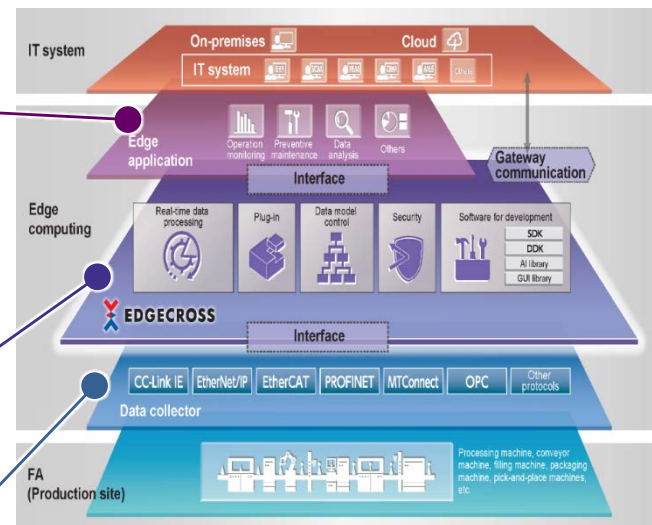 IT system
On-premises
Cloud
IT system
ERP
SCM
MES
Others
Edge
application
Operation
monitoring
Preventive
maintenance
Data
analysis
Others
Gateway
communication
Interface
Edge
computing
Real-time data
processing
Plug-in
Data model
control
Security
Software for development
SDK
DDK
AI library
GUI library
EDGECROSS
Interface
CC-Link IE
EtherNet/IP
EtherCAT
PROFINET
MTConnect
OPC
Other
protocols
Data collector
FA
(Production site)
Processing machine, conveyor
machine, filling machine, packaging
machine, pick-and-place machines,
etc.